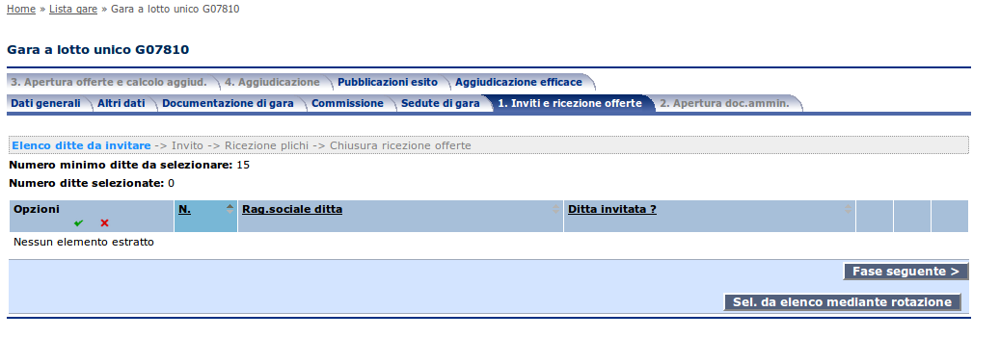 Home » Lista gare » Gara a lotto unico G07810
Gara a lotto unico G07810
3. Apertura offerte e calcolo aggiud. 4. Aggiudicazione Pubblicazioni esito Aggiudicazione efficace
Dati generali Altri dati Documentazione di gara Commissione Sedute di gara 1. Inviti e ricezione offerte 2. Apertura doc.ammin.
Elenco ditte da invitare -> Invito -> Ricezione plichi -> Chiusura ricezione offerte
Numero minimo ditte da selezionare: 15
Numero ditte selezionate: 0
Opzioni N. Rag.sociale ditta Ditta invitata ?
Nessun elemento estratto
Fase seguente >
Sel. da elenco mediante rotazione